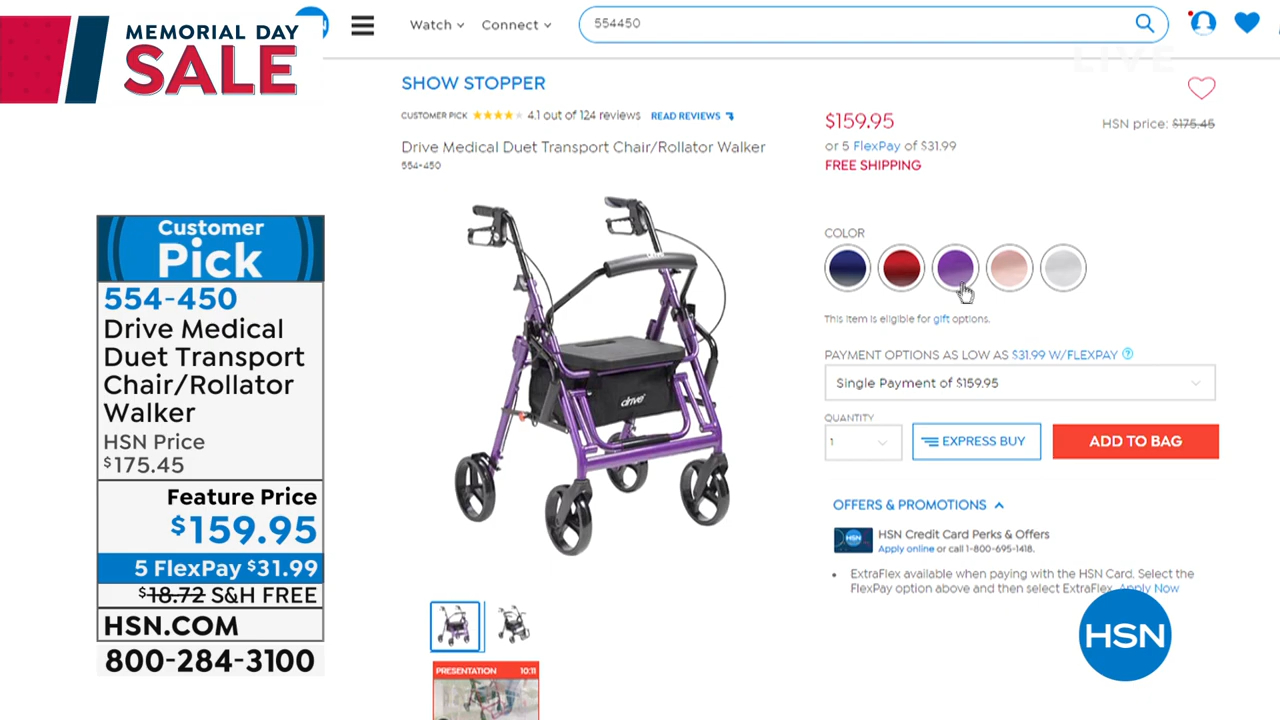 MEMORIAL DAY
SALE
Watch
Connect
554450
LIVE
SHOW STOPPER
CUSTOMER PICK 4.1 out of 124 reviews READ REVIEWS
Drive Medical Duet Transport Chair/Rollator Walker
554-450
drive
$159.95
HSN price: $175.45
or 5 FlexPay of $31.99
FREE SHIPPING
COLOR
This item is eligible for gift options.
PAYMENT OPTIONS AS LOW AS $31.99 W/FLEXPAY ?
Single Payment of $159.95
QUANTITY
1
EXPRESS BUY
ADD TO BAG
OFFERS & PROMOTIONS
HSN
HSN Credit Card Perks & Offers
Apply online or call 1-800-695-1418.
• ExtraFlex available when paying with the HSN Card. Select the
FlexPay option above and then select ExtraFlex. Apply Now
PRESENTATION 10:11
Customer
Pick
554-450
Drive Medical
Duet Transport
Chair/Rollator
Walker
HSN Price
$175.45
Feature Price
$159.95
5 FlexPay $31.99
$18.72 S&H FREE
HSN.COM
800-284-3100
HSN